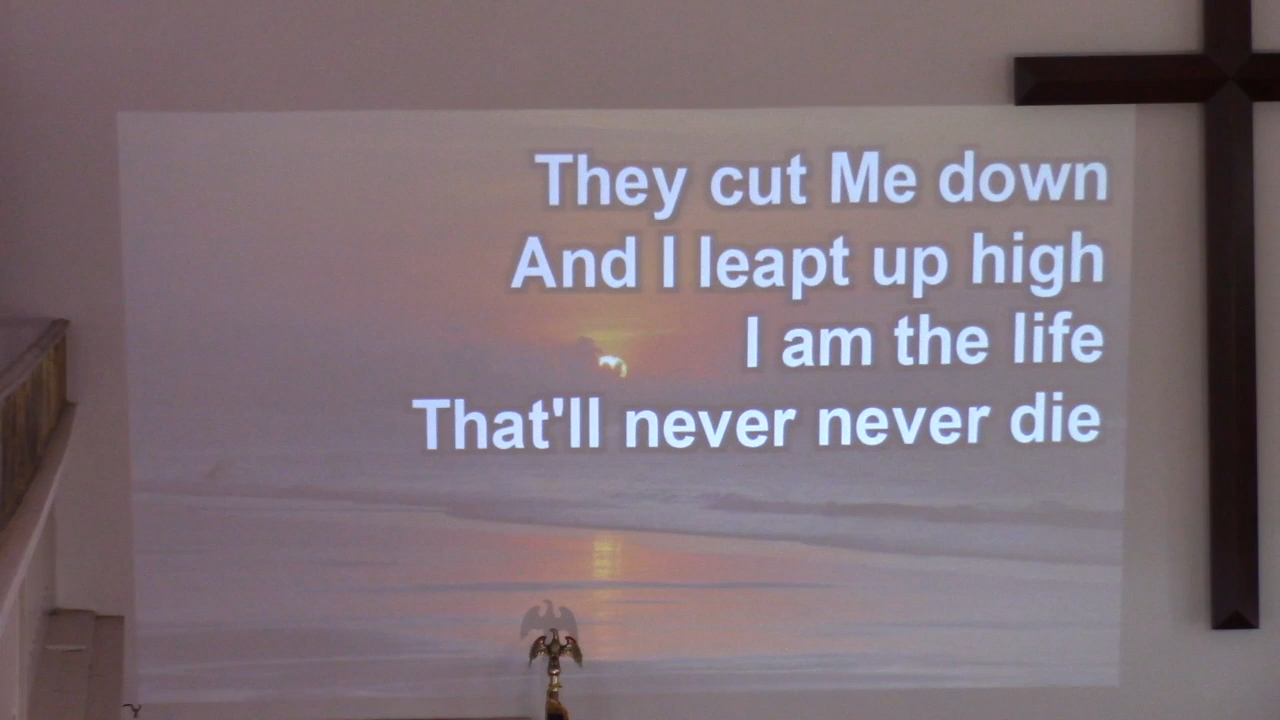 They cut Me down
And I leapt up high
I am the life
That'll never never die